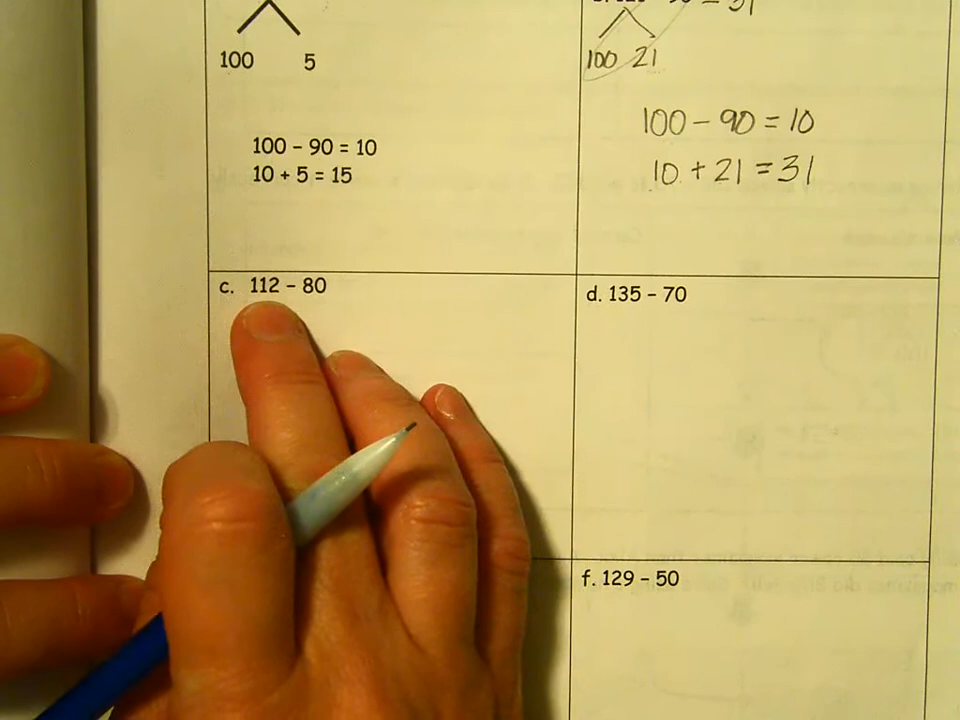 = 31
100 5
100 21
100 – 90 = 10
10 + 5 = 15
100 – 90 = 10
10 + 21 = 31
c. 112 – 80
d. 135 – 70
f. 129 – 50